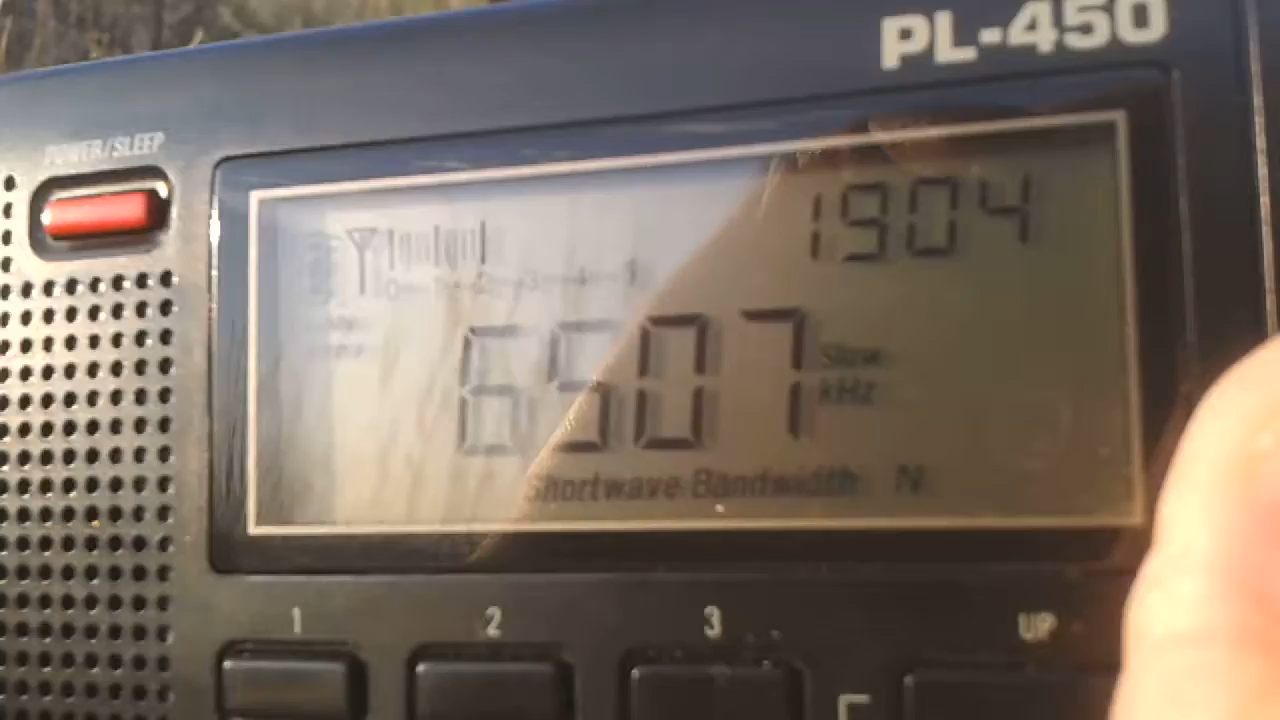 PL-450
POWER/SLEEP
1904
6507
Slow
kHz
Shortwave Bandwidth N
1 2 3 UP